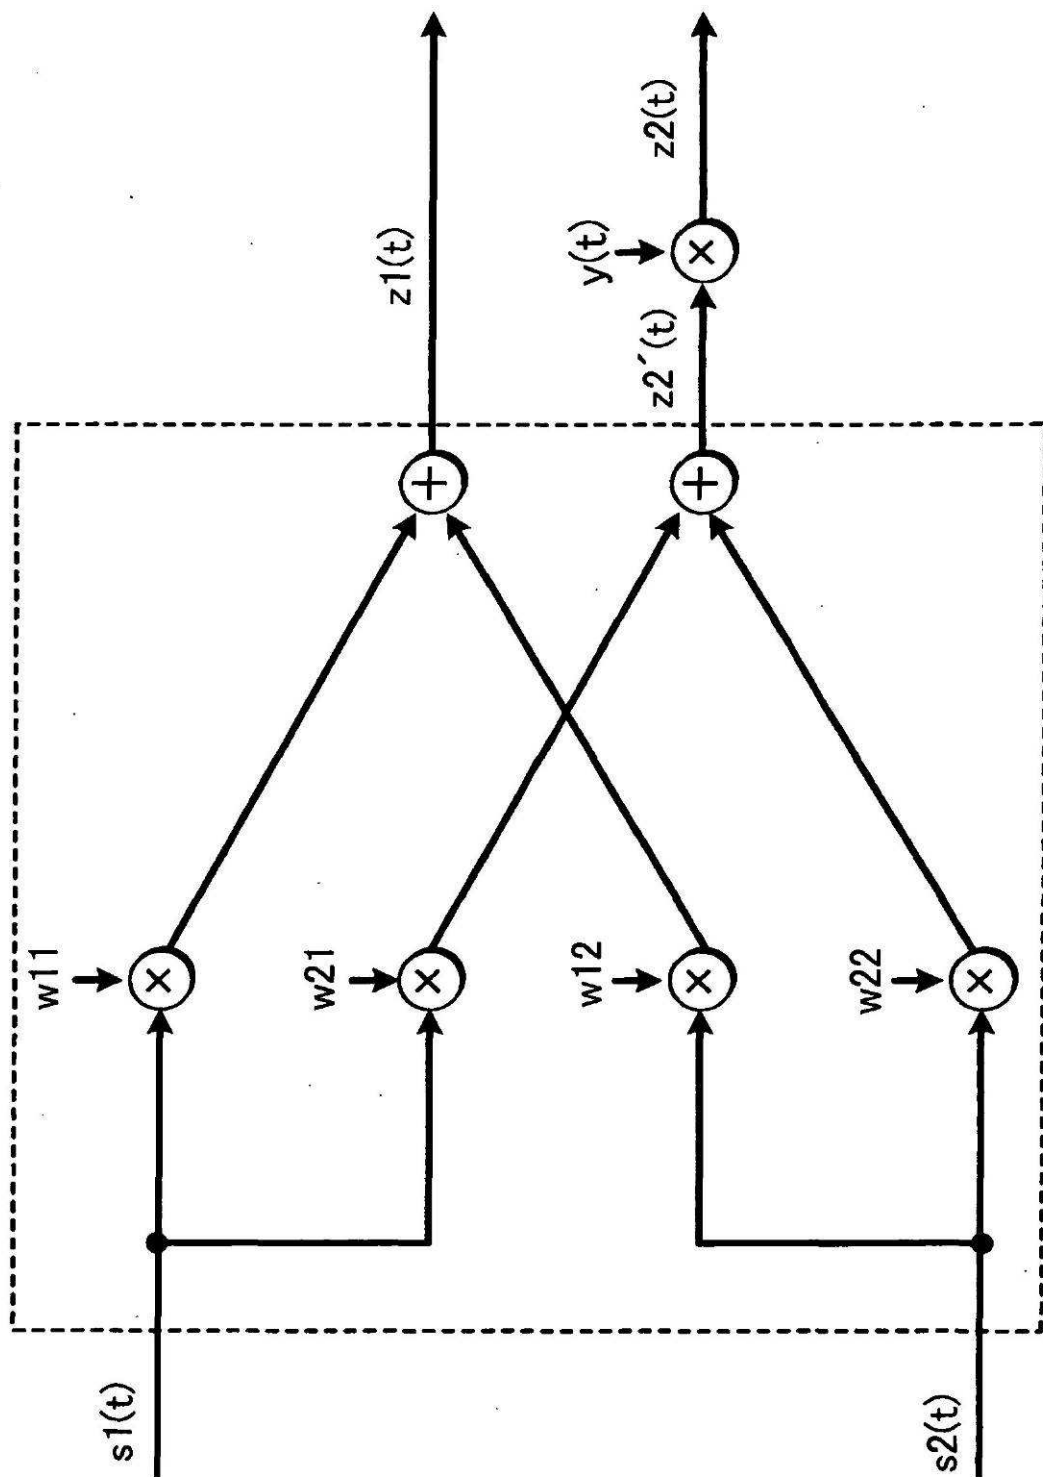 s1(t)
s2(t)
w11
w21
w12
w22
×
×
×
×
+
+
z1(t)
z2´(t)
y(t)
×
z2(t)